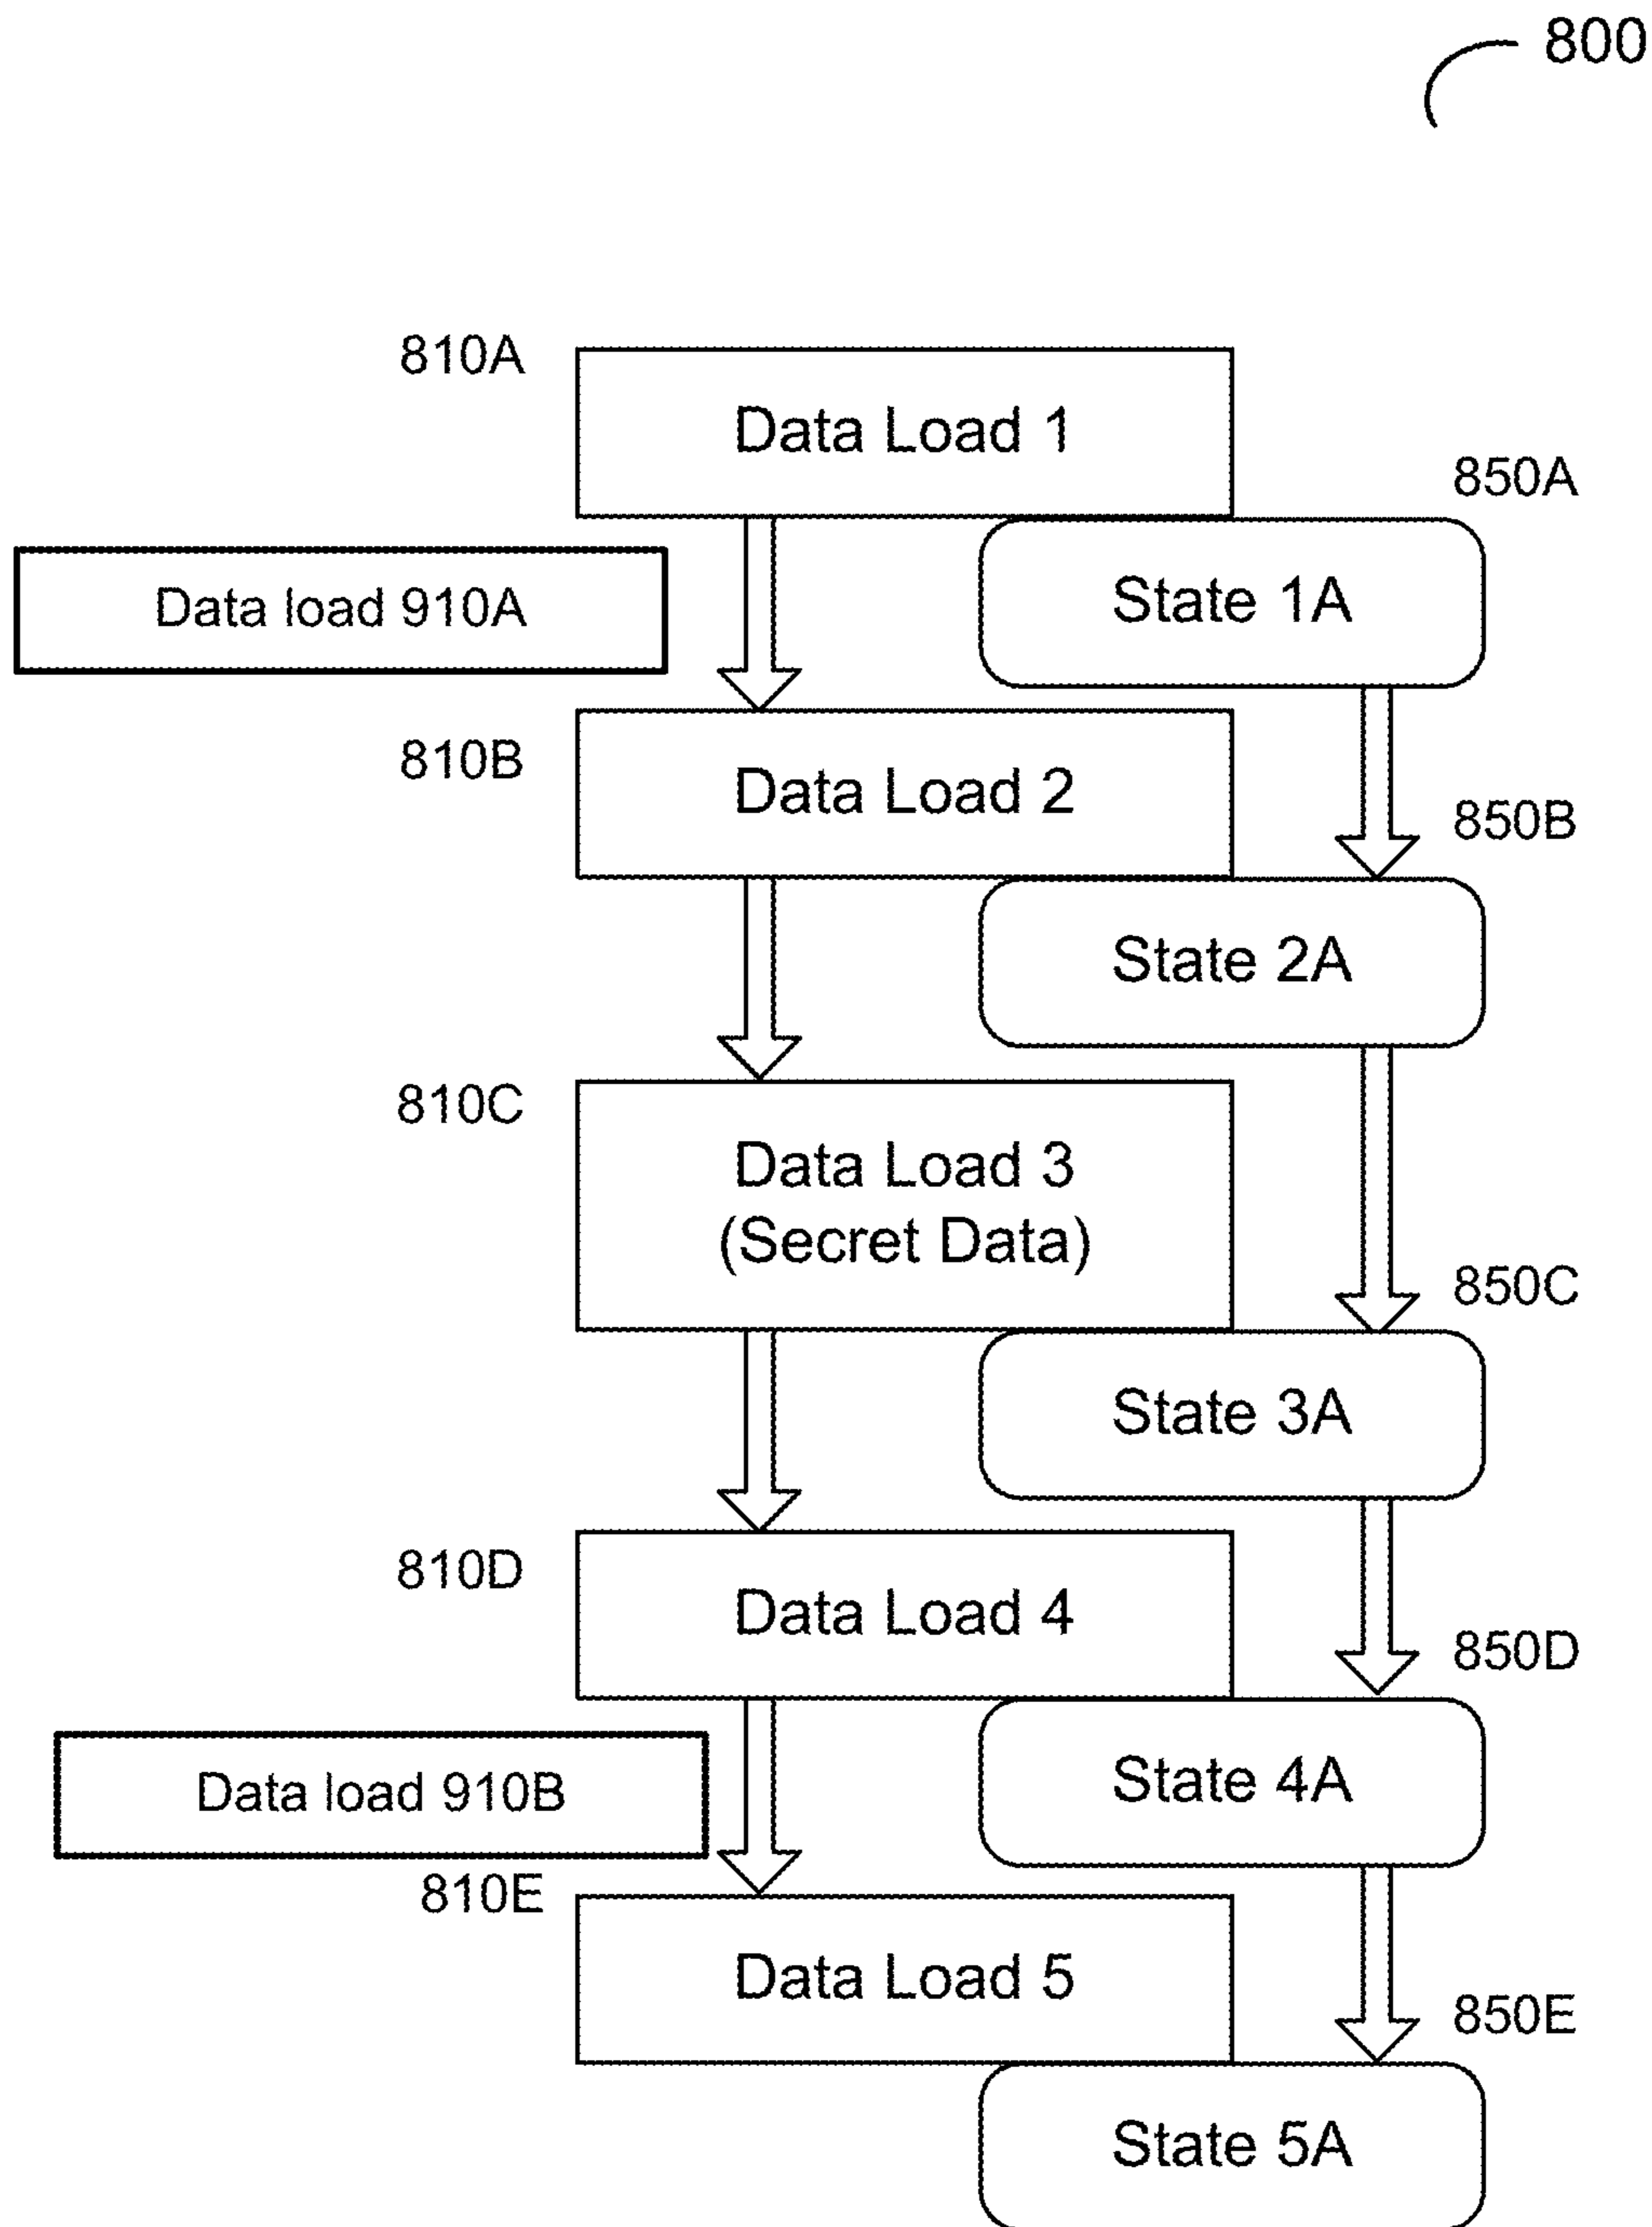 800
810A
Data Load 1
850A
State 1A
Data load 910A
810B
Data Load 2
850B
State 2A
810C
Data Load 3
(Secret Data)
850C
State 3A
810D
Data Load 4
850D
State 4A
Data load 910B
810E
Data Load 5
850E
State 5A